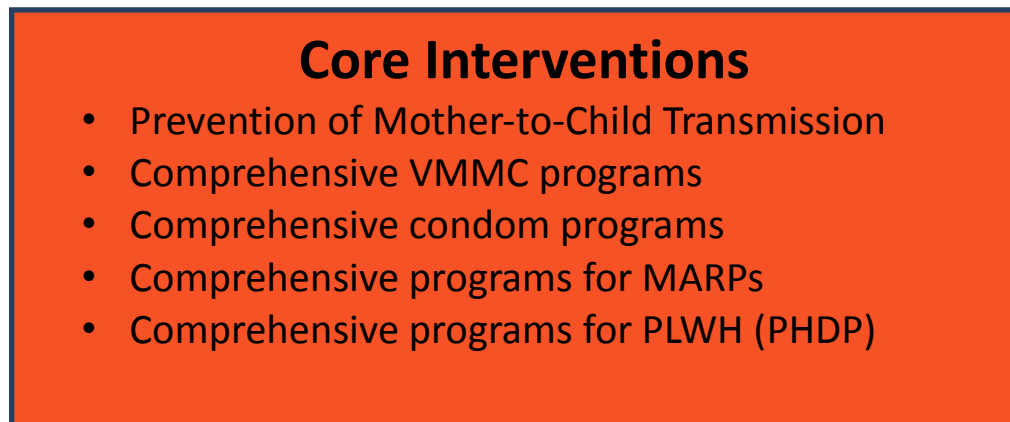 Core Interventions
• Prevention of Mother-to-Child Transmission
• Comprehensive VMMC programs
• Comprehensive condom programs
• Comprehensive programs for MARPs
• Comprehensive programs for PLWH (PHDP)